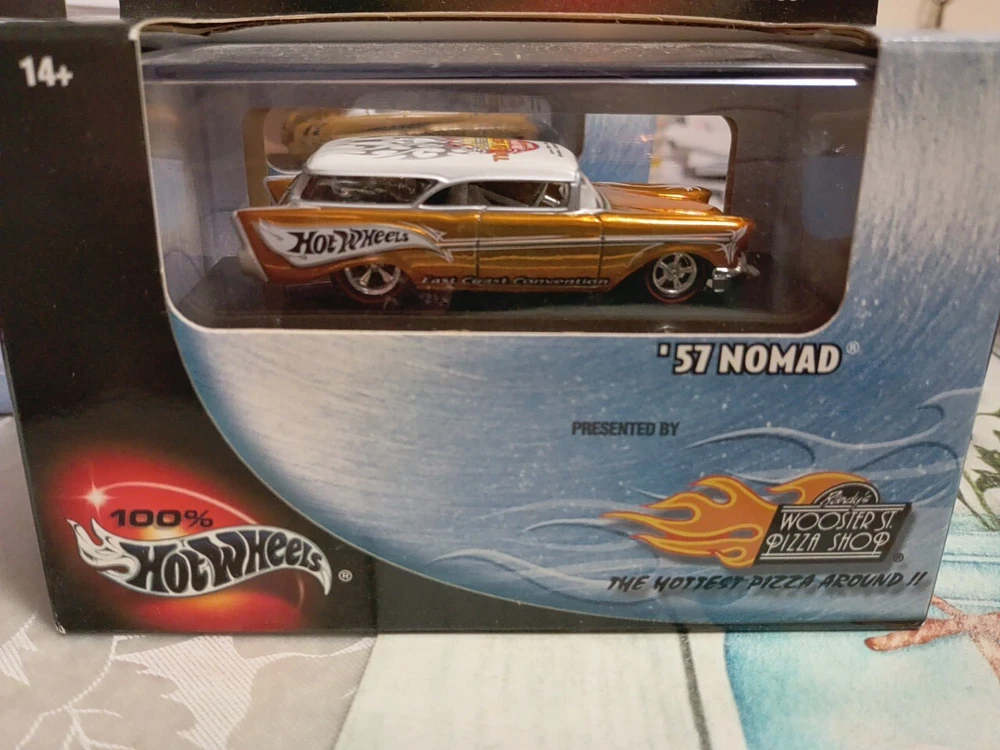 14+
HOT WHEELS
East Coast Convention
'57 NOMAD®
PRESENTED BY
Randy's
WOOSTER ST.
PIZZA SHOP®
THE HOTTEST PIZZA AROUND!!
100%
HOT WHEELS®